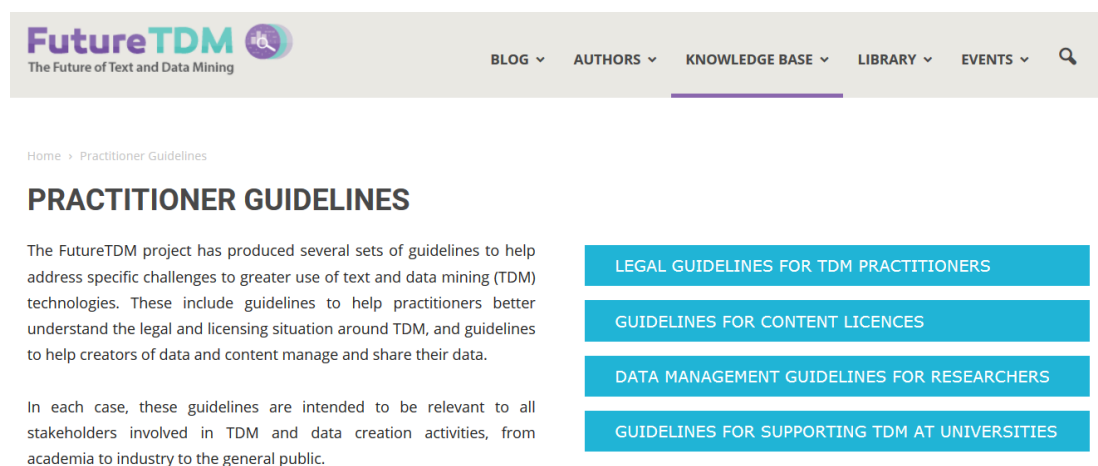 FutureTDM
The Future of Text and Data Mining
BLOG AUTHORS KNOWLEDGE BASE LIBRARY EVENTS
Home › Practitioner Guidelines
PRACTITIONER GUIDELINES
The FutureTDM project has produced several sets of guidelines to help
address specific challenges to greater use of text and data mining (TDM)
technologies. These include guidelines to help practitioners better
understand the legal and licensing situation around TDM, and guidelines
to help creators of data and content manage and share their data.
In each case, these guidelines are intended to be relevant to all
stakeholders involved in TDM and data creation activities, from
academia to industry to the general public.
LEGAL GUIDELINES FOR TDM PRACTITIONERS
GUIDELINES FOR CONTENT LICENCES
DATA MANAGEMENT GUIDELINES FOR RESEARCHERS
GUIDELINES FOR SUPPORTING TDM AT UNIVERSITIES